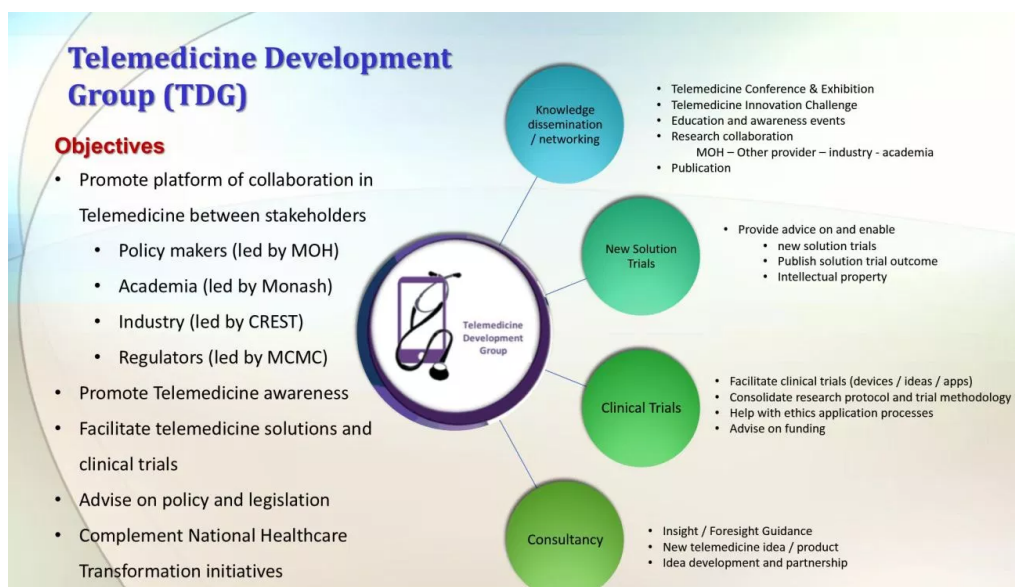 Telemedicine Development
Group (TDG)
Objectives
• Promote platform of collaboration in
Telemedicine between stakeholders
• Policy makers (led by MOH)
• Academia (led by Monash)
• Industry (led by CREST)
• Regulators (led by MCMC)
• Promote Telemedicine awareness
• Facilitate telemedicine solutions and
clinical trials
• Advise on policy and legislation
• Complement National Healthcare
Transformation initiatives
Telemedicine
Development
Group
Knowledge
dissemination
/ networking
• Telemedicine Conference & Exhibition
• Telemedicine Innovation Challenge
• Education and awareness events
• Research collaboration
MOH – Other provider – industry - academia
• Publication
New Solution
Trials
• Provide advice on and enable
• new solution trials
• Publish solution trial outcome
• Intellectual property
Clinical Trials
• Facilitate clinical trials (devices / ideas / apps)
• Consolidate research protocol and trial methodology
• Help with ethics application processes
• Advise on funding
Consultancy
• Insight / Foresight Guidance
• New telemedicine idea / product
• Idea development and partnership